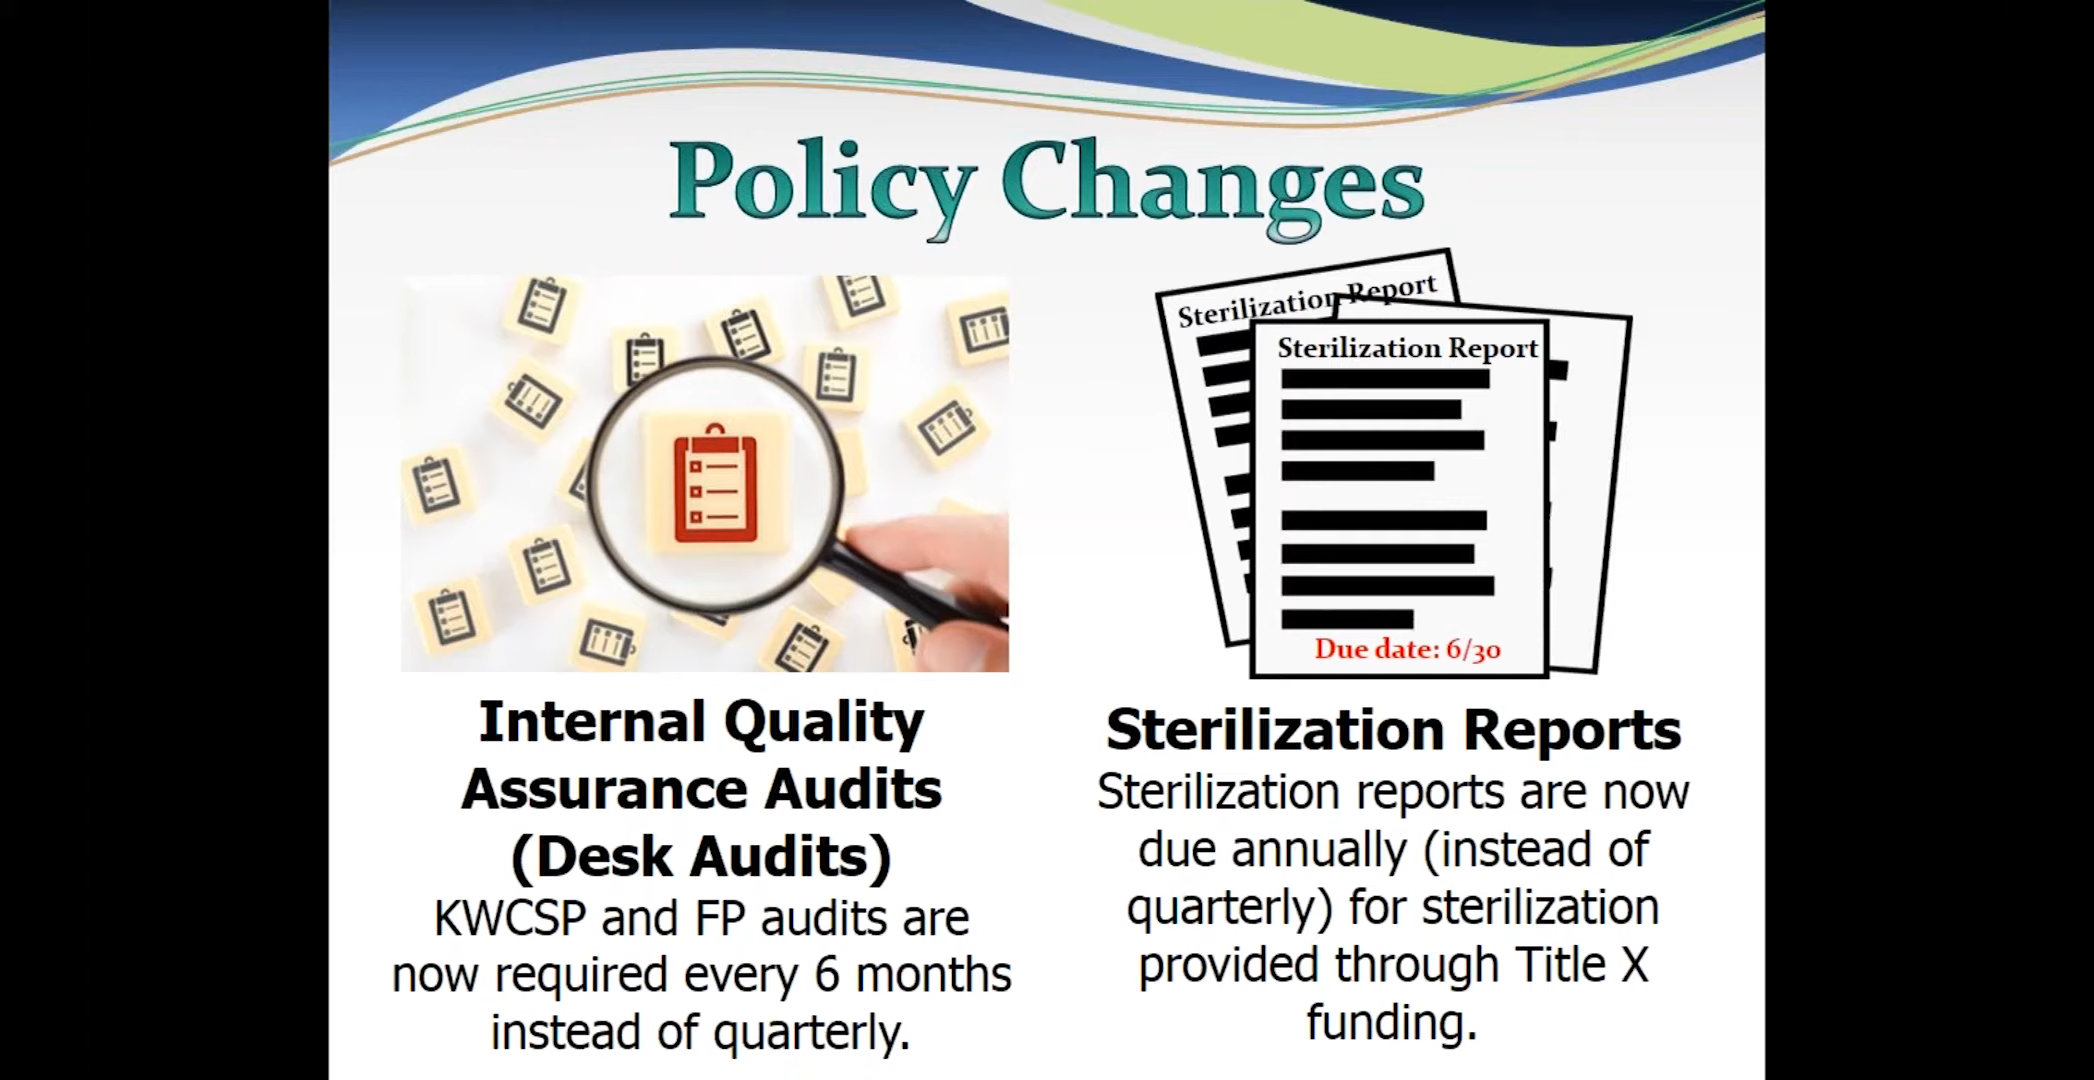 Policy Changes
Sterilization Report
Sterilization Report
Due date: 6/30
Internal Quality
Assurance Audits
(Desk Audits)
KWCSP and FP audits are
now required every 6 months
instead of quarterly.
Sterilization Reports
Sterilization reports are now
due annually (instead of
quarterly) for sterilization
provided through Title X
funding.